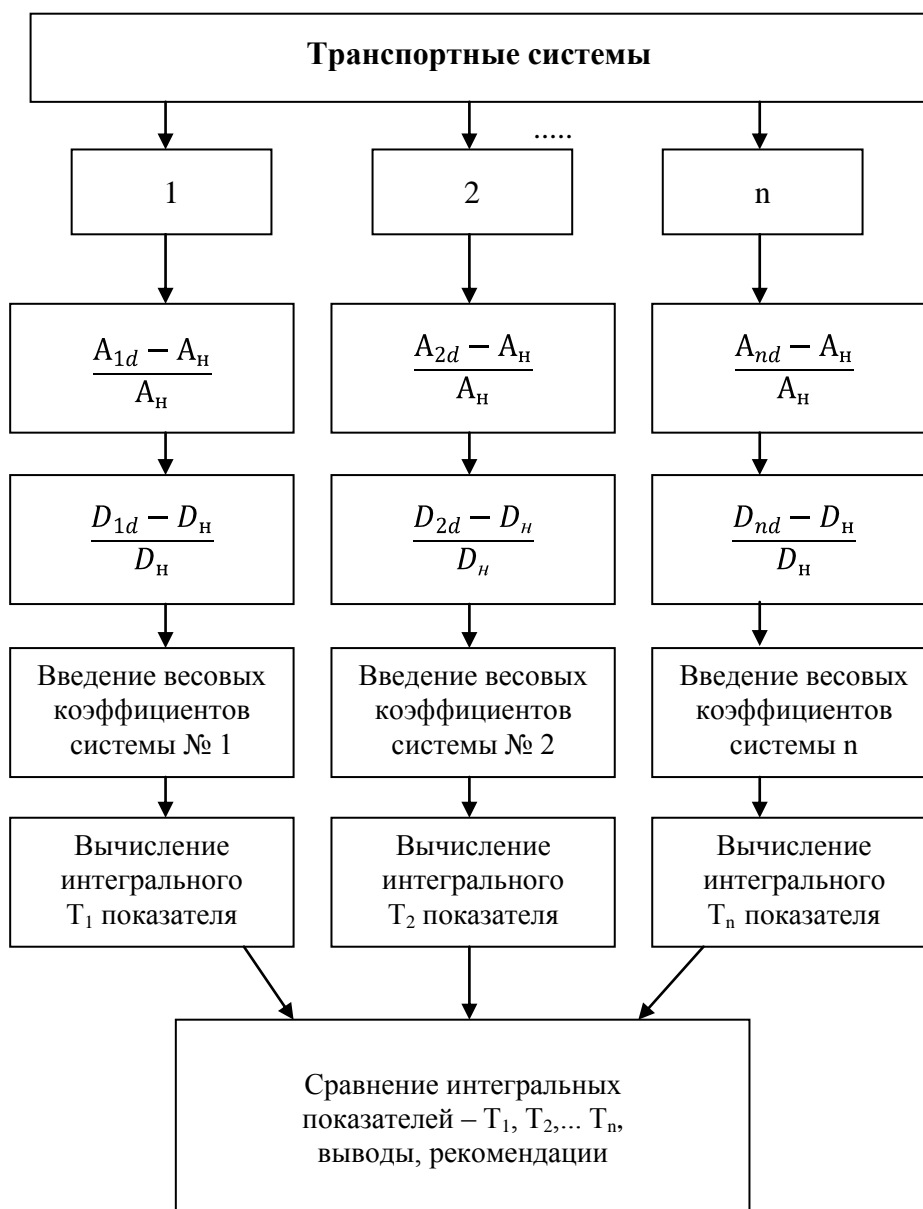 Транспортные системы
.....
1
2
n
A₁d − Aн
Aн
A₂d − Aн
Aн
Aₙd − Aн
Aн
D₁d − Dн
Dн
D₂d − Dн
Dн
Dₙd − Dн
Dн
Введение весовых
коэффициентов
системы № 1
Введение весовых
коэффициентов
системы № 2
Введение весовых
коэффициентов
системы n
Вычисление
интегрального
T₁ показателя
Вычисление
интегрального
T₂ показателя
Вычисление
интегрального
Tₙ показателя
Сравнение интегральных
показателей – T₁, T₂,... Tₙ,
выводы, рекомендации